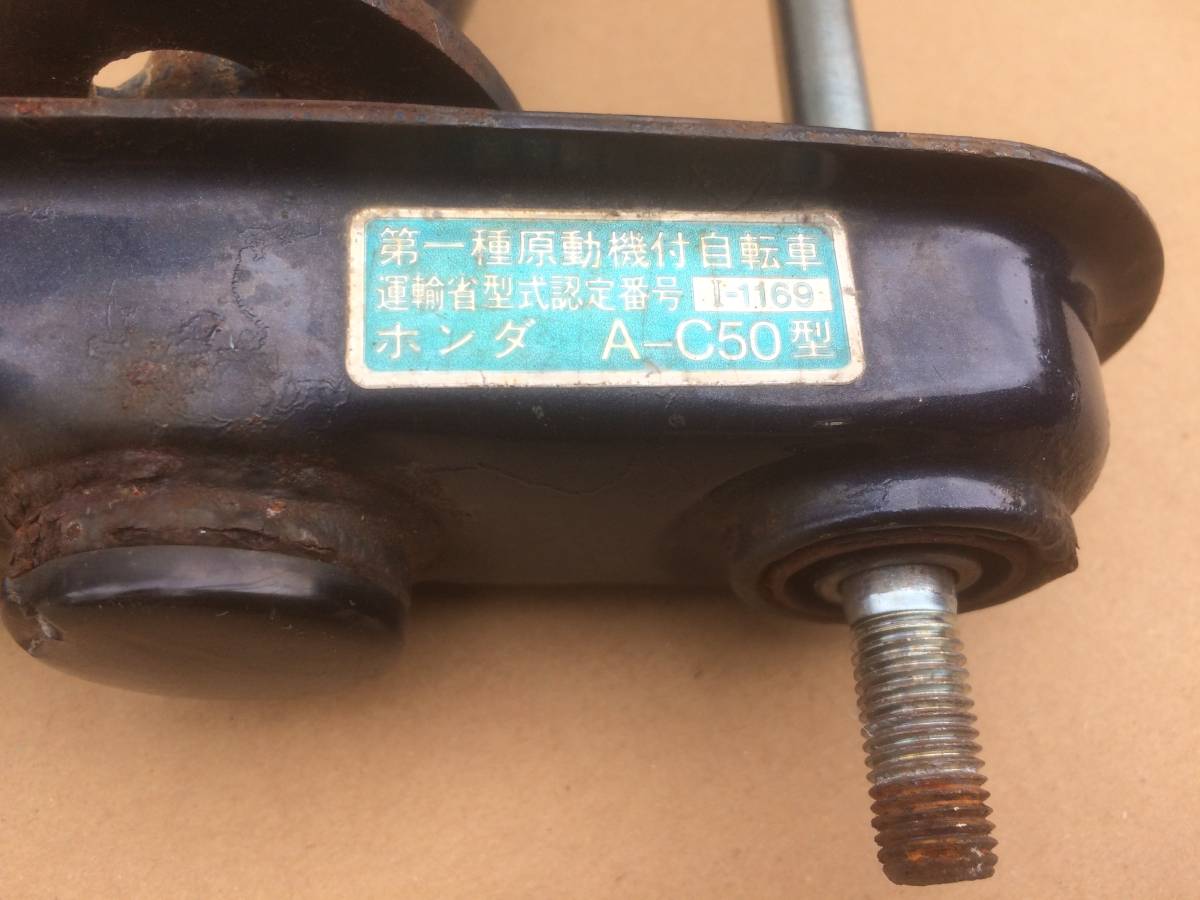 第一種原動機付自転車
運輸省型式認定番号 I-1169
ホンダ A-C50型